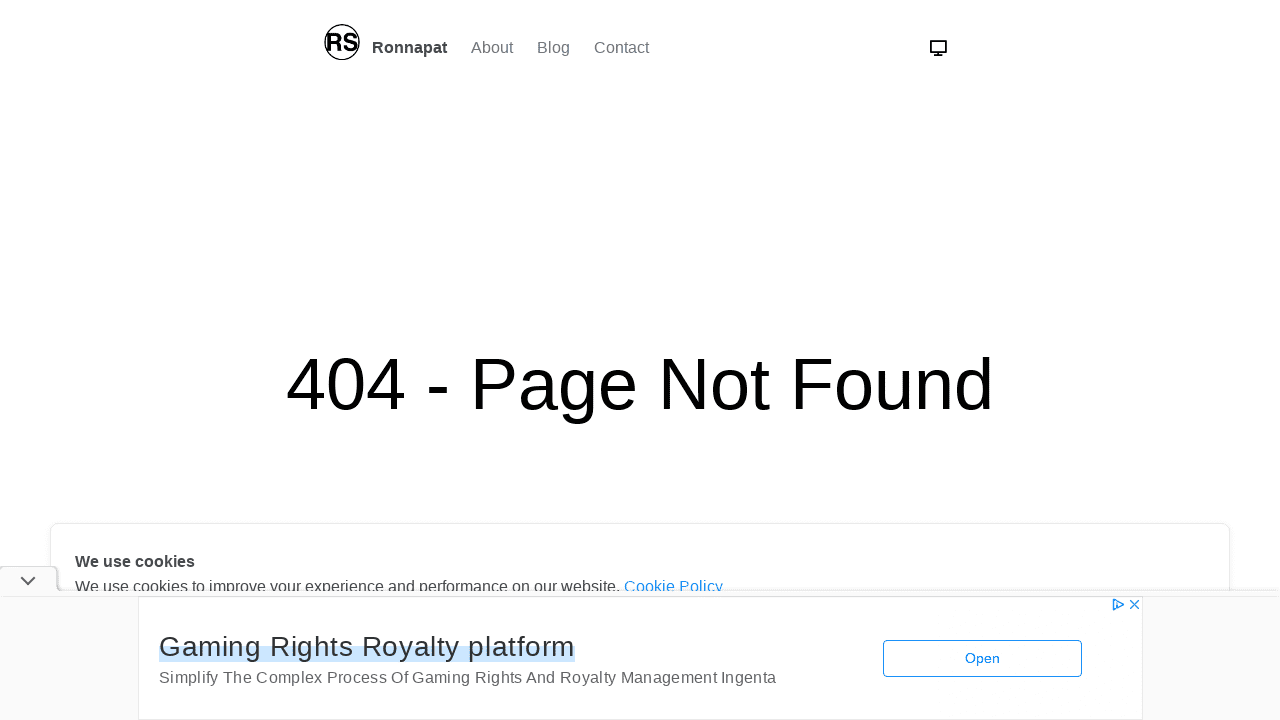 RS Ronnapat About Blog Contact
404 - Page Not Found
We use cookies
We use cookies to improve your experience and performance on our website. Cookie Policy
Gaming Rights Royalty platform
Simplify The Complex Process Of Gaming Rights And Royalty Management Ingenta
Open